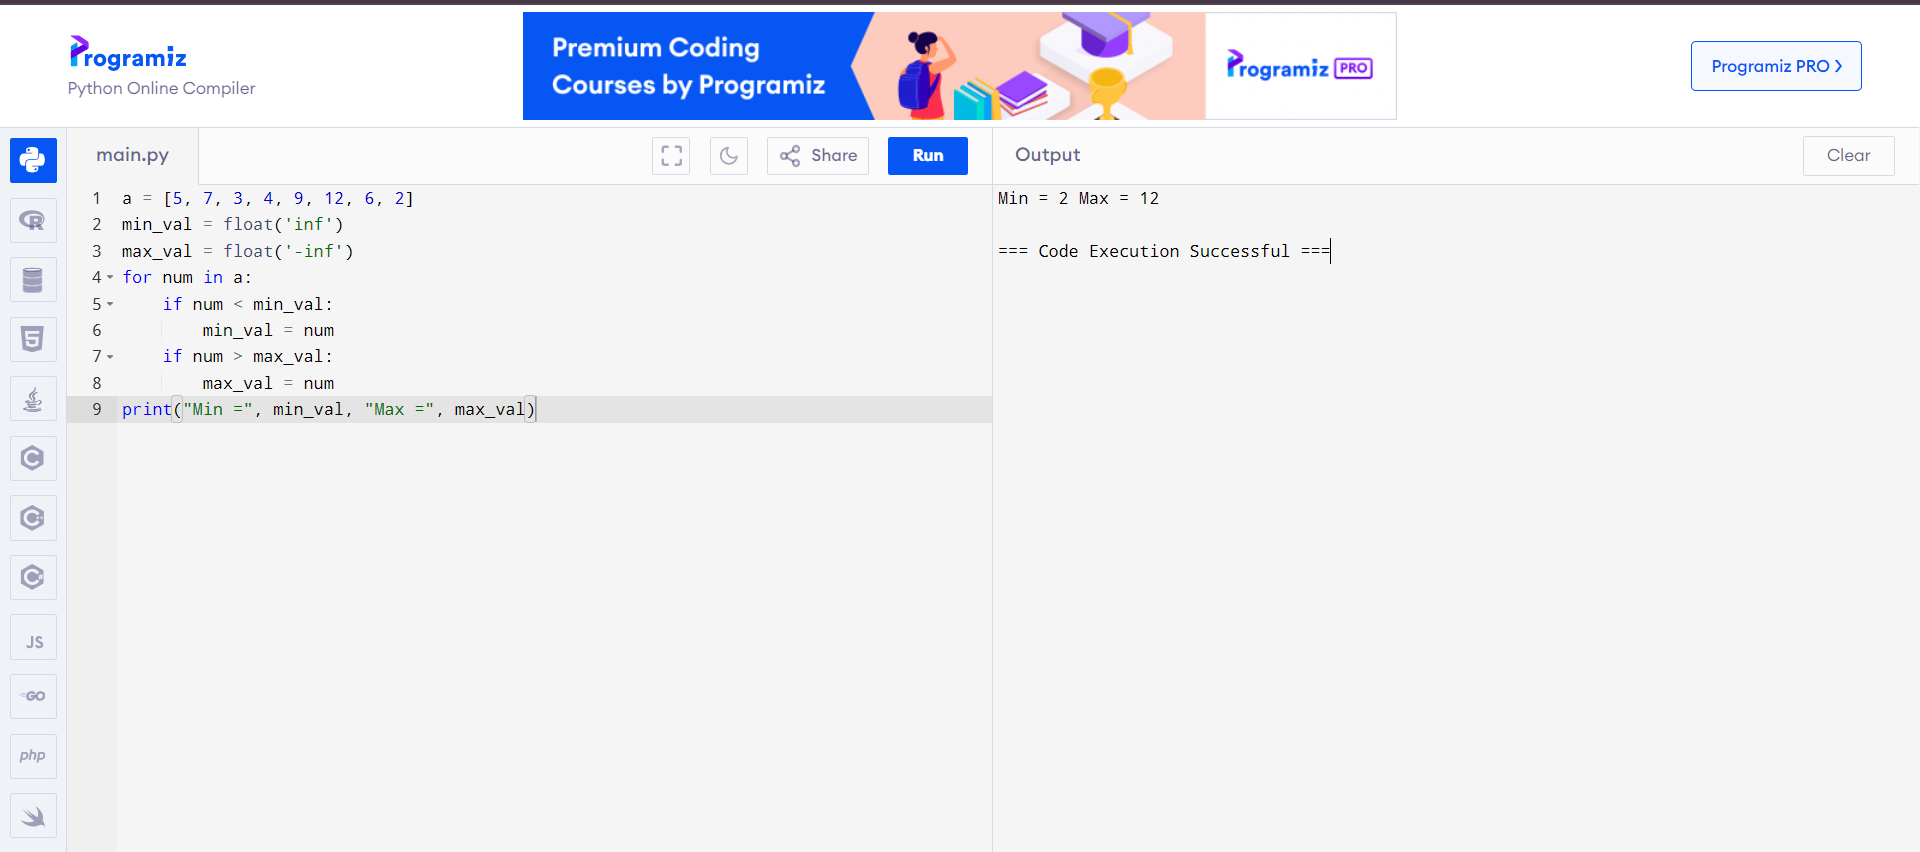 Programiz
Python Online Compiler
Premium Coding
Courses by Programiz
Programiz PRO
Programiz PRO ›
main.py
Share
Run
Output
Clear
1 a = [5, 7, 3, 4, 9, 12, 6, 2]
2 min_val = float('inf')
3 max_val = float('-inf')
4 for num in a:
5     if num < min_val:
6         min_val = num
7     if num > max_val:
8         max_val = num
9 print("Min =", min_val, "Max =", max_val)
Min = 2 Max = 12
=== Code Execution Successful ===
R
5
C
C
C
JS
GO
php